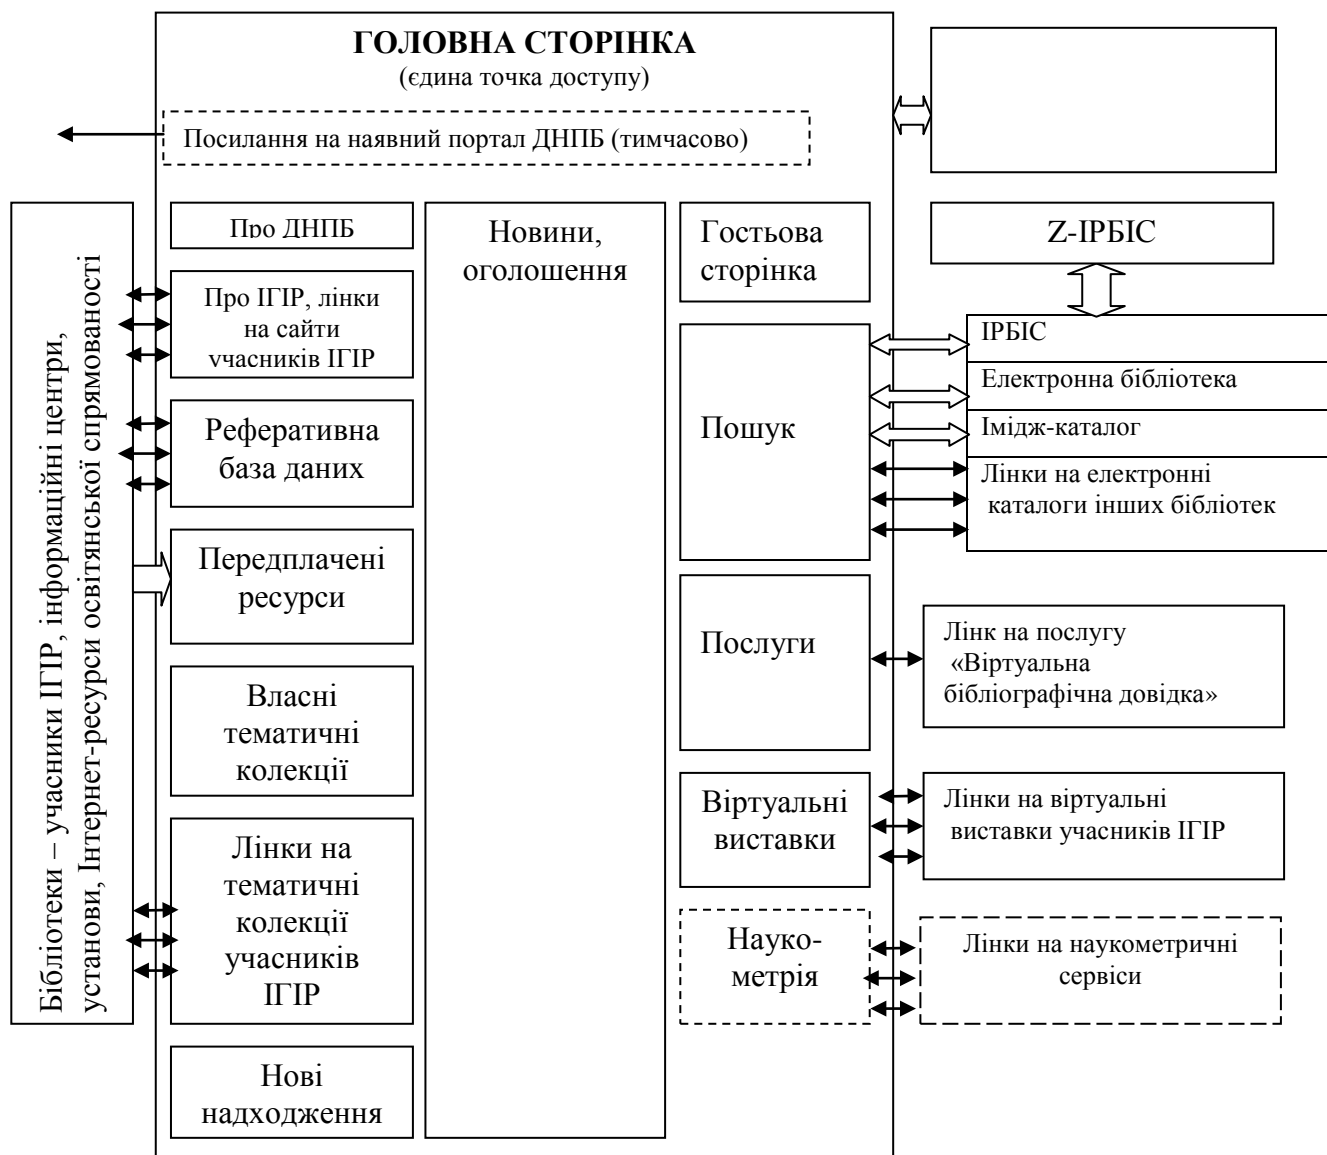 ГОЛОВНА СТОРІНКА
(єдина точка доступу)
Посилання на наявний портал ДНПБ (тимчасово)
Бібліотеки – учасники ІГІР, інформаційні центри,
установи, Інтернет-ресурси освітянської спрямованості
Про ДНПБ
Про ІГІР, лінки
на сайти
учасників ІГІР
Реферативна
база даних
Передплачені
ресурси
Власні
тематичні
колекції
Лінки на
тематичні
колекції
учасників
ІГІР
Нові
надходження
Новини,
оголошення
Гостьова
сторінка
Пошук
Послуги
Віртуальні
виставки
Науко-
метрія
Z-ІРБІС
ІРБІС
Електронна бібліотека
Імідж-каталог
Лінки на електронні
каталоги інших бібліотек
Лінк на послугу
«Віртуальна
бібліографічна довідка»
Лінки на віртуальні
виставки учасників ІГІР
Лінки на наукометричні
сервіси